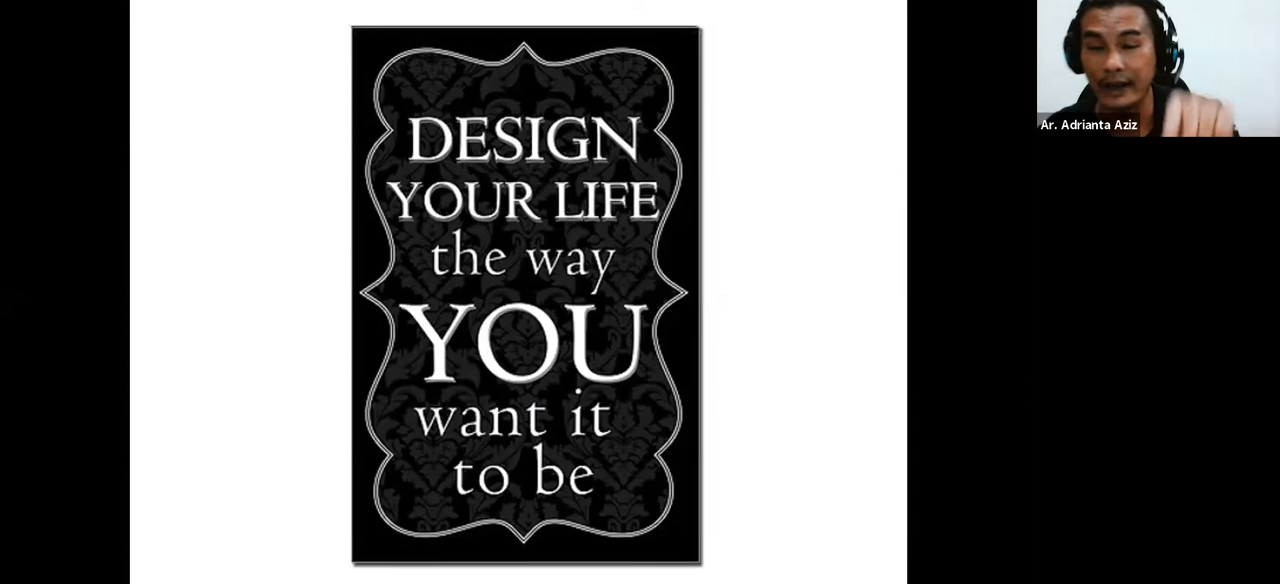 DESIGN
YOUR LIFE
the way
YOU
want it
to be
Ar. Adrianta Aziz